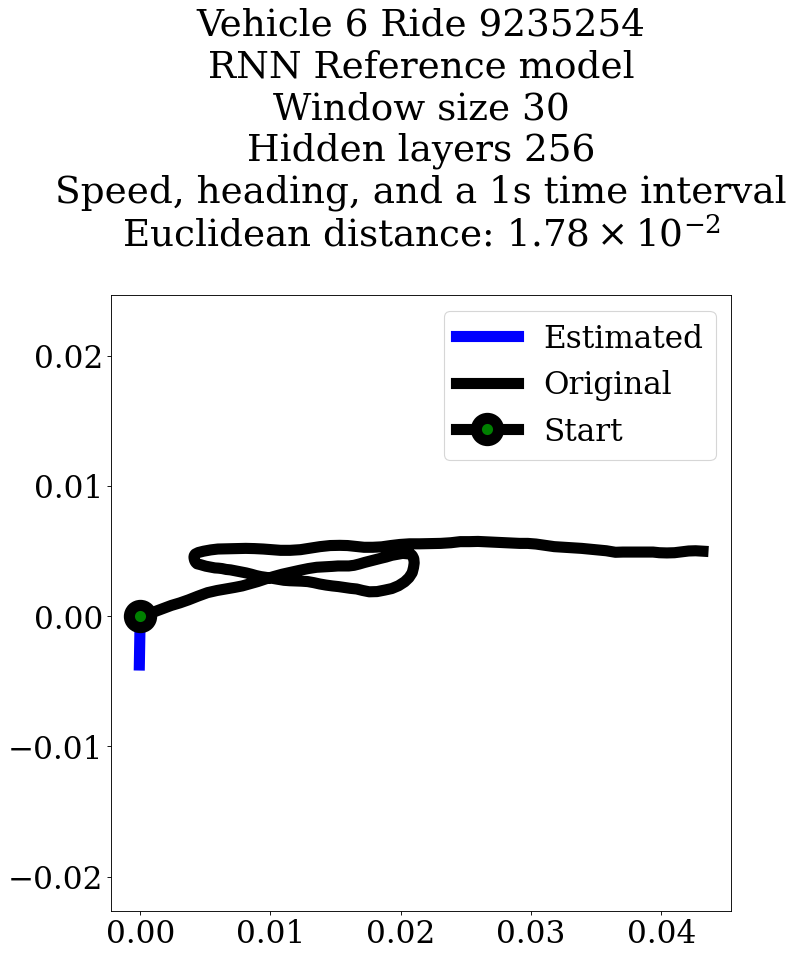 Vehicle 6 Ride 9235254
RNN Reference model
Window size 30
Hidden layers 256
Speed, heading, and a 1s time interval
Euclidean distance: 1.78 × 10⁻²
Estimated
Original
Start
0.02
0.01
0.00
−0.01
−0.02
0.00 0.01 0.02 0.03 0.04